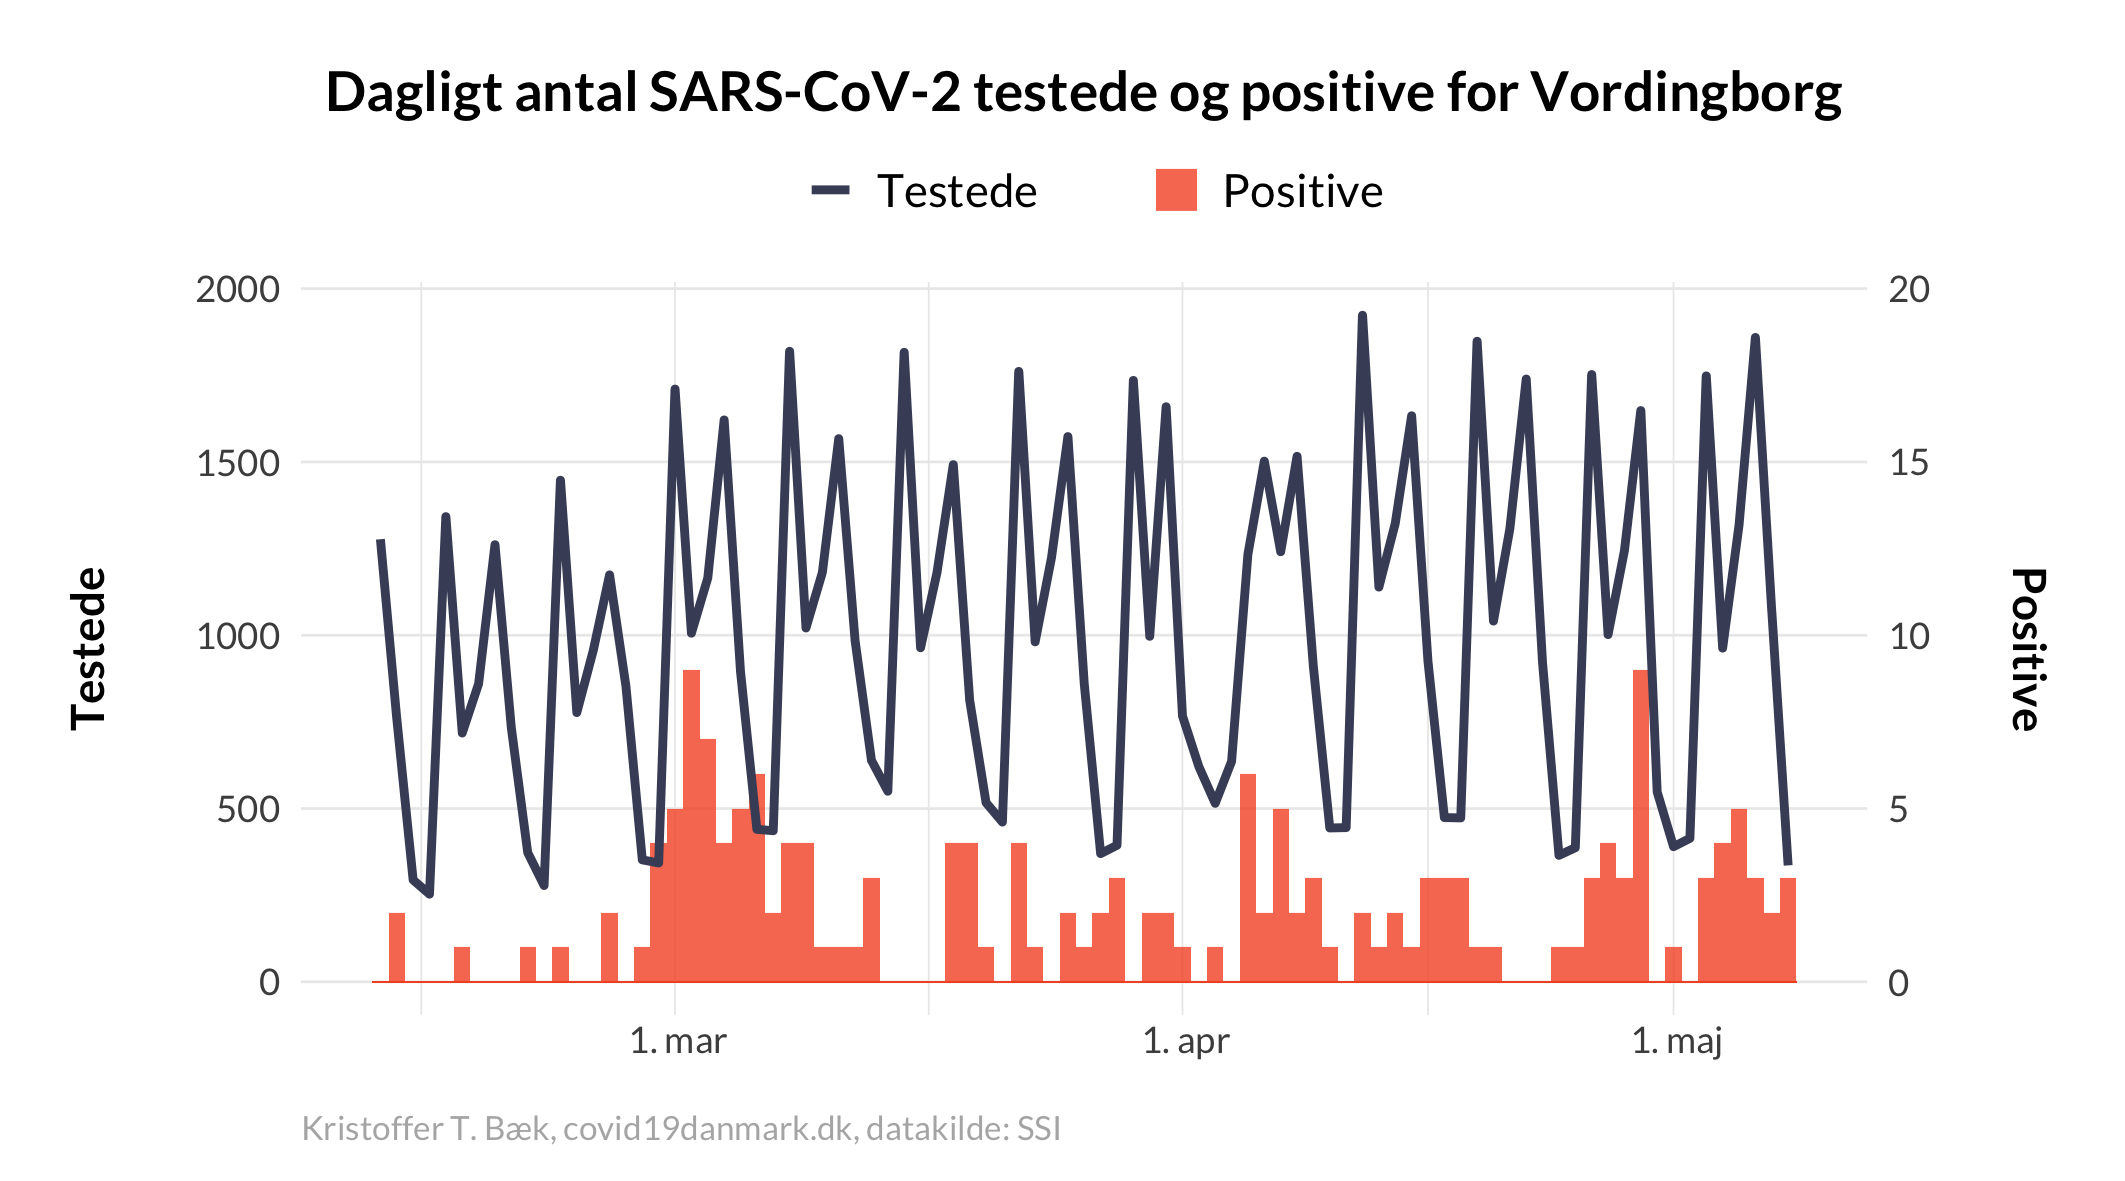 Dagligt antal SARS-CoV-2 testede og positive for Vordingborg
Testede
Positive
2000
1500
1000
500
0
Testede
20
15
10
5
0
Positive
1. mar
1. apr
1. maj
Kristoffer T. Bæk, covid19danmark.dk, datakilde: SSI